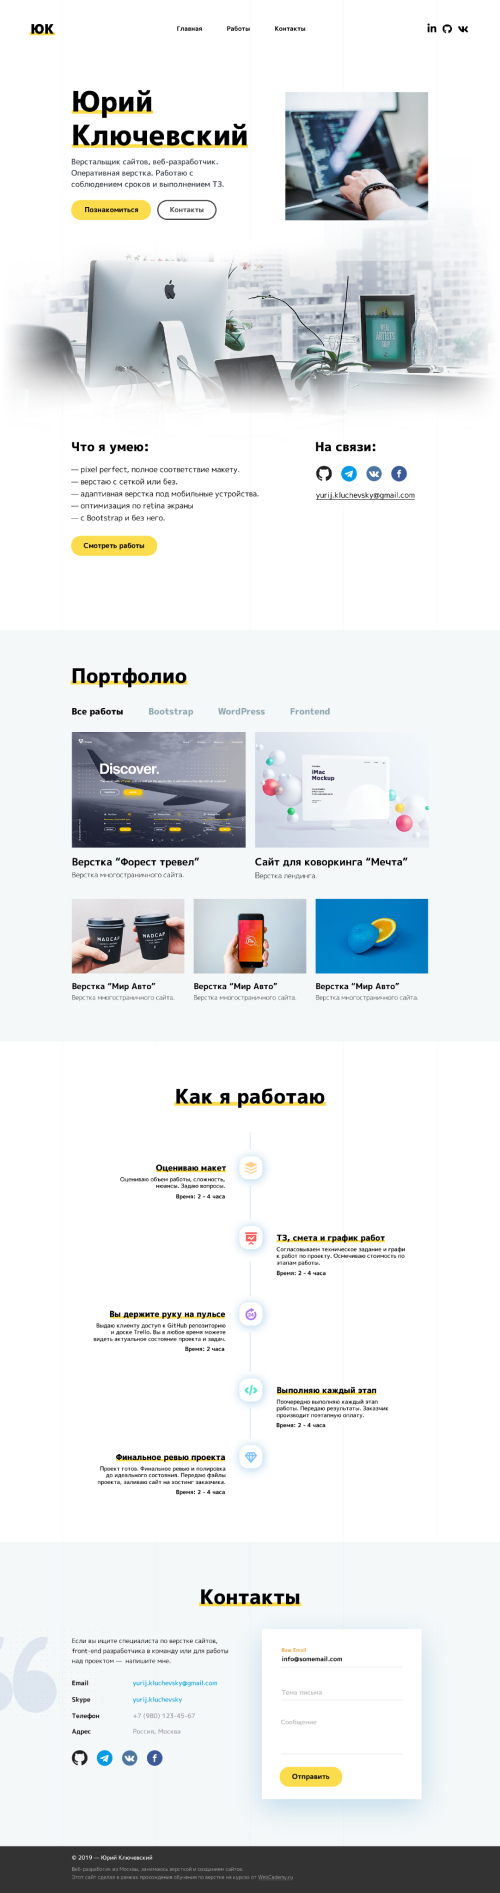 ЮК
Главная
Работы
Контакты
Юрий
Ключевский
Верстальщик сайтов, веб-разработчик.
Оперативная верстка. Работаю с
соблюдением сроков и выполнением ТЗ.
Познакомиться
Контакты
Что я умею:
— pixel perfect, полное соответствие макету.
— верстаю с сеткой или без.
— адаптивная верстка под мобильные устройства.
— оптимизация по retina экраны
— с Bootstrap и без него.
Смотреть работы
На связи:
yurij.kluchevsky@gmail.com
Портфолио
Все работы
Bootstrap
WordPress
Frontend
Discover.
iMac
Mockup
Верстка “Форест тревел”
Верстка многостраничного сайта.
Сайт для коворкинга “Мечта”
Верстка лендинга.
MADCAP
MADCAP
Верстка “Мир Авто”
Верстка многостраничного сайта.
Верстка “Мир Авто”
Верстка многостраничного сайта.
Верстка “Мир Авто”
Верстка многостраничного сайта.
Как я работаю
Оцениваю макет
Оцениваю объем работы, сложность,
нюансы. Задаю вопросы.
Время: 2 - 4 часа
ТЗ, смета и график работ
Согласовываем техническое задание и графи
к работ по проекту. Осмечиваю стоимость по
этапам работы.
Время: 2 - 4 часа
Вы держите руку на пульсе
Выдаю клиенту доступ к GitHub репозиторию
и доске Trello. Вы в любое время можете
видеть актуальное состояние проекта и задач.
Время: 2 часа
Выполняю каждый этап
Поочередно выполняю каждый этап
работы. Передаю результаты. Заказчик
производит поэтапную оплату.
Время: 2 - 4 часа
Финальное ревью проекта
Проект готов. Финальное ревью и полировка
до идеального состояния. Передаю файлы
проекта, заливаю сайт на хостинг заказчика.
Время: 2 - 4 часа
Контакты
Если вы ищите специалиста по верстке сайтов,
front-end разработчика в команду или для работы
над проектом — напишите мне.
Email
yurij.kluchevsky@gmail.com
Skype
yurij.kluchevsky
Телефон
+7 (980) 123-45-67
Адрес
Россия, Москва
Ваш Email
info@somemail.com
Тема письма
Сообщение
Отправить
© 2019 — Юрий Ключевский
Веб-разработчик из Москвы, занимаюсь версткой и созданием сайтов.
Этот сайт сделал в рамках прохождения обучения по верстке на курсах от WebCademy.ru